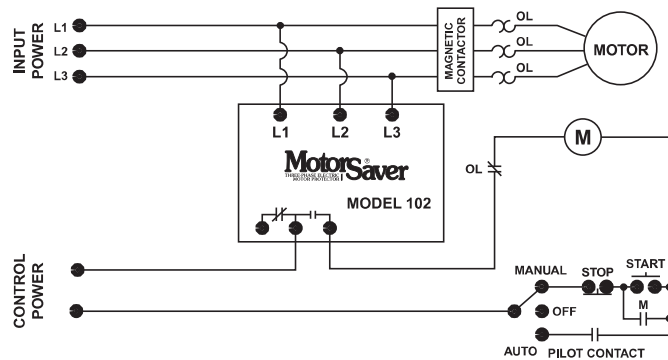 INPUT POWER
L1
L2
L3
MAGNETIC CONTACTOR
OL
OL
OL
MOTOR
L1 L2 L3
MotorSaver®
THREE-PHASE ELECTRIC
MOTOR PROTECTOR
MODEL 102
OL
M
CONTROL POWER
MANUAL
OFF
AUTO
STOP
START
M
PILOT CONTACT